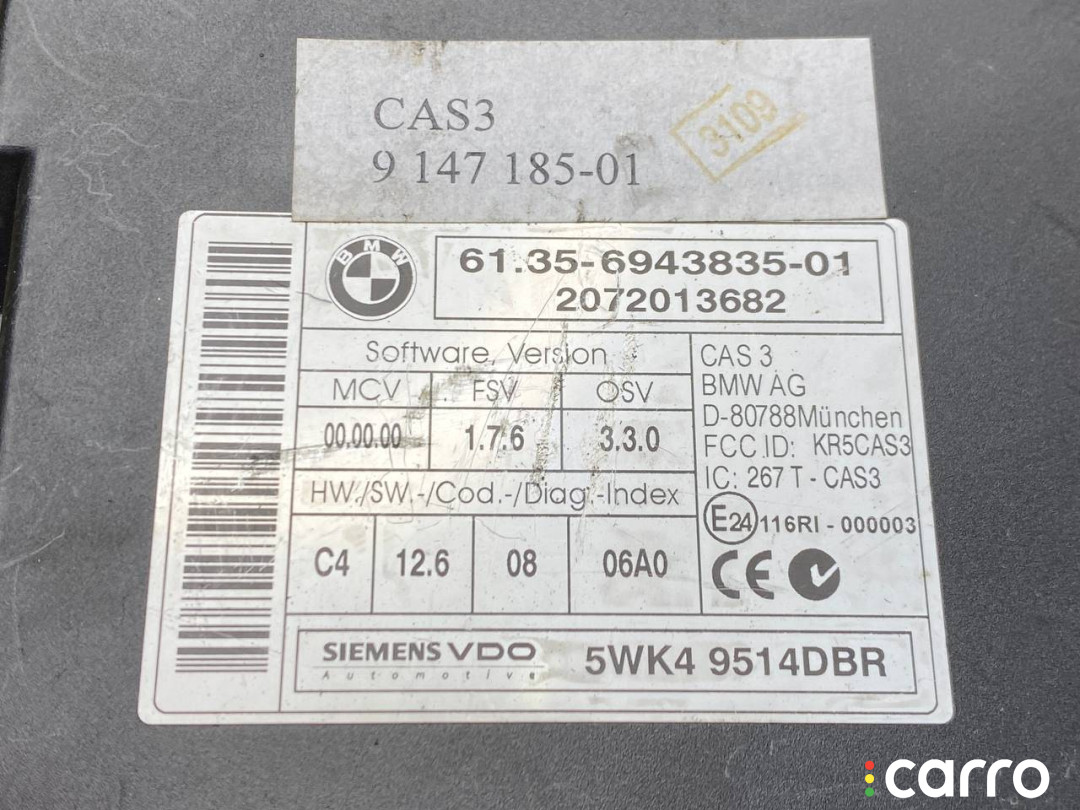 CAS3
9 147 185-01
3109
BMW
61.35-6943835-01
2072013682
Software, Version
MCV FSV OSV
00.00.00 1.7.6 3.3.0
HW./SW.-/Cod.-/Diag.-Index
C4 12.6 08 06A0
CAS 3
BMW AG
D-80788München
FCC ID: KR5CAS3
IC: 267 T - CAS3
E24 116RI - 000003
CE
SIEMENS VDO
Automotive
5WK4 9514DBR
carro